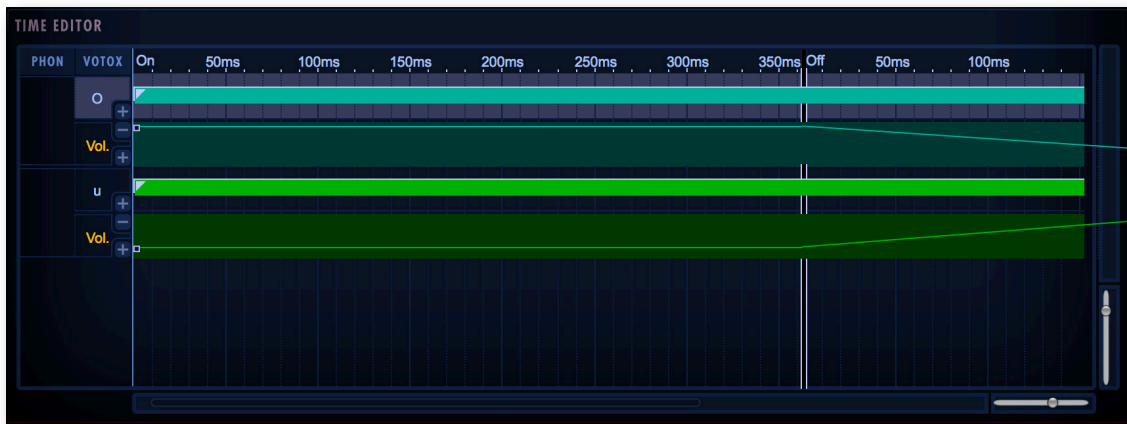 TIME EDITOR
PHON VOTOX On 50ms 100ms 150ms 200ms 250ms 300ms 350ms Off 50ms 100ms
O
+
−
Vol.
+
u
+
−
Vol.
+